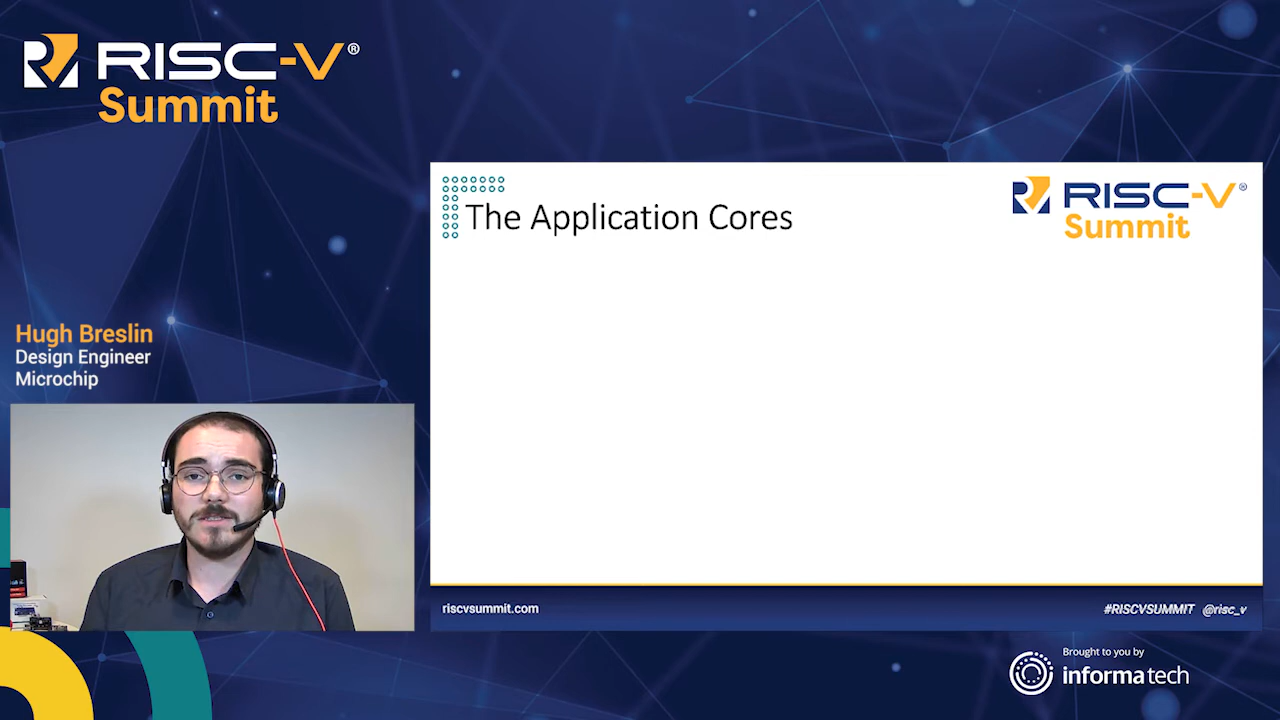 RISC-V®
Summit
Hugh Breslin
Design Engineer
Microchip
The Application Cores
RISC-V®
Summit
riscvsummit.com
#RISCVSUMMIT @risc_v
Brought to you by
informa tech